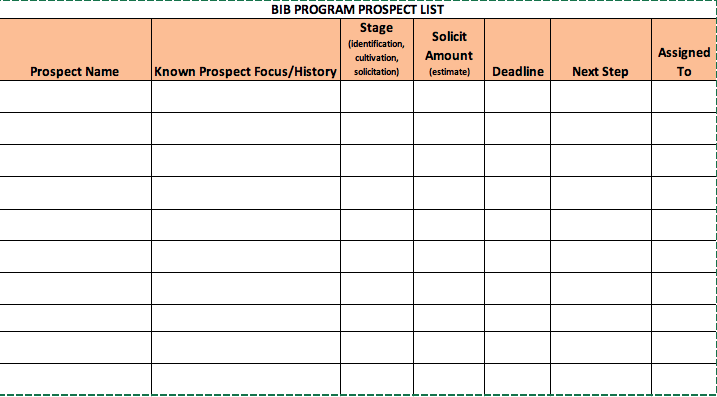 BIB PROGRAM PROSPECT LIST
Prospect Name
Known Prospect Focus/History
Stage
(identification,
cultivation,
solicitation)
Solicit
Amount
(estimate)
Deadline
Next Step
Assigned
To